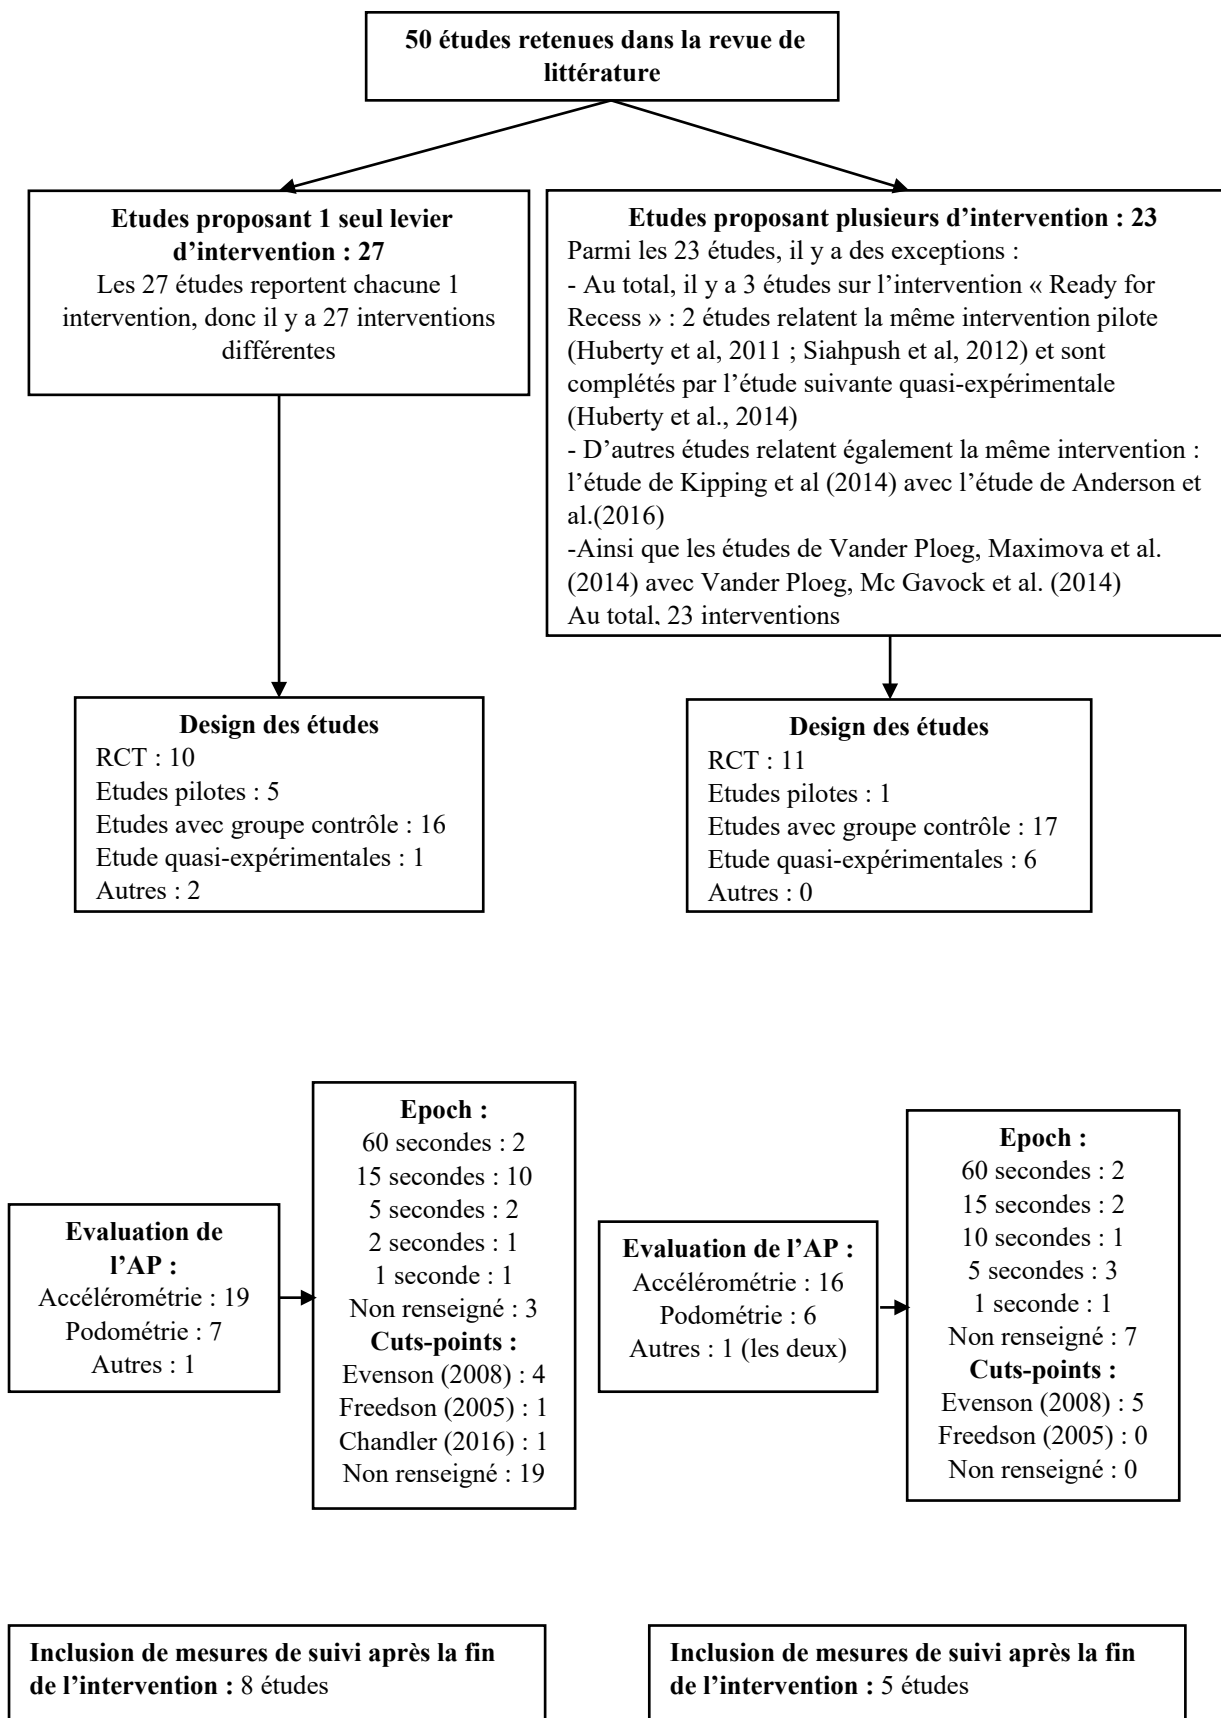 50 études retenues dans la revue de
littérature
Etudes proposant 1 seul levier
d’intervention : 27
Les 27 études reportent chacune 1
intervention, donc il y a 27 interventions
différentes
Etudes proposant plusieurs d’intervention : 23
Parmi les 23 études, il y a des exceptions :
- Au total, il y a 3 études sur l’intervention « Ready for
Recess » : 2 études relatent la même intervention pilote
(Huberty et al, 2011 ; Siahpush et al, 2012) et sont
complétés par l’étude suivante quasi-expérimentale
(Huberty et al., 2014)
- D’autres études relatent également la même intervention :
l’étude de Kipping et al (2014) avec l’étude de Anderson et
al.(2016)
-Ainsi que les études de Vander Ploeg, Maximova et al.
(2014) avec Vander Ploeg, Mc Gavock et al. (2014)
Au total, 23 interventions
Design des études
RCT : 10
Etudes pilotes : 5
Etudes avec groupe contrôle : 16
Etude quasi-expérimentales : 1
Autres : 2
Design des études
RCT : 11
Etudes pilotes : 1
Etudes avec groupe contrôle : 17
Etude quasi-expérimentales : 6
Autres : 0
Evaluation de
l’AP :
Accélérométrie : 19
Podométrie : 7
Autres : 1
Epoch :
60 secondes : 2
15 secondes : 10
5 secondes : 2
2 secondes : 1
1 seconde : 1
Non renseigné : 3
Cuts-points :
Evenson (2008) : 4
Freedson (2005) : 1
Chandler (2016) : 1
Non renseigné : 19
Evaluation de l’AP :
Accélérométrie : 16
Podométrie : 6
Autres : 1 (les deux)
Epoch :
60 secondes : 2
15 secondes : 2
10 secondes : 1
5 secondes : 3
1 seconde : 1
Non renseigné : 7
Cuts-points :
Evenson (2008) : 5
Freedson (2005) : 0
Non renseigné : 0
Inclusion de mesures de suivi après la fin
de l’intervention : 8 études
Inclusion de mesures de suivi après la fin
de l’intervention : 5 études